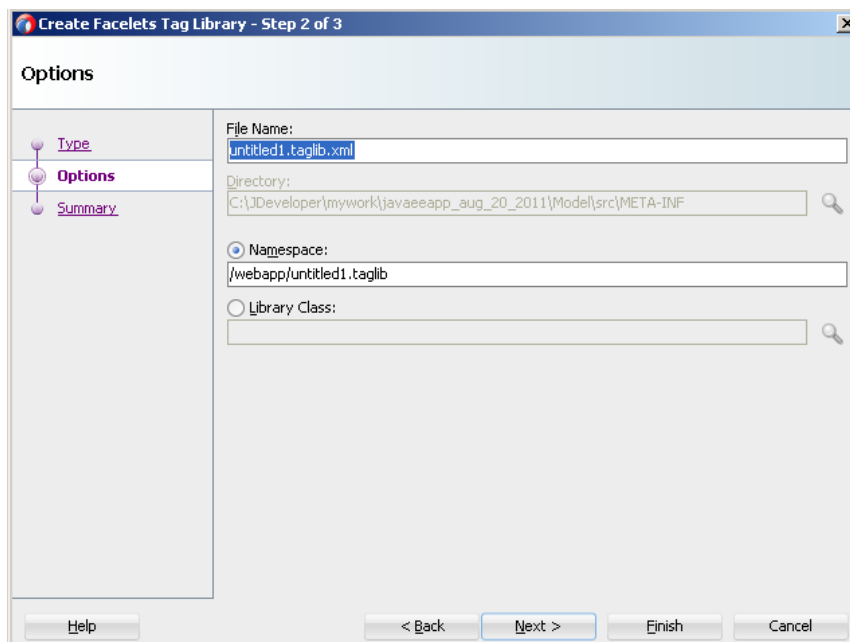 Create Facelets Tag Library - Step 2 of 3
Options
Type
Options
Summary
File Name:
untitled1.taglib.xml
Directory:
C:\JDeveloper\mywork\javaeeapp_aug_20_2011\Model\src\META-INF
Namespace:
/webapp/untitled1.taglib
Library Class:
Help
< Back
Next >
Finish
Cancel